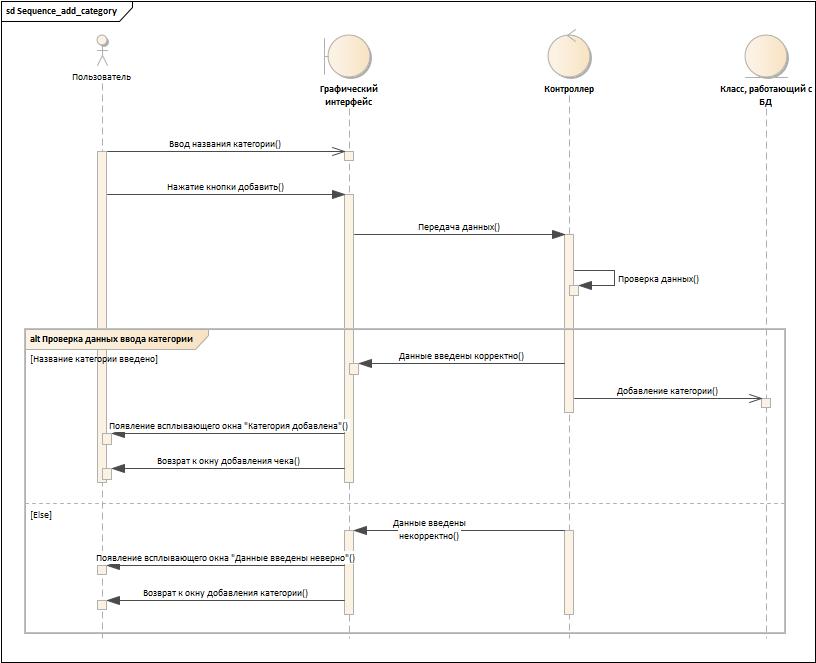 sd Sequence_add_category
Пользователь
Графический
интерфейс
Контроллер
Класс, работающий с
БД
Ввод названия категории()
Нажатие кнопки добавить()
Передача данных()
Проверка данных()
alt Проверка данных ввода категории
[Название категории введено]
Данные введены корректно()
Добавление категории()
Появление всплывающего окна "Категория добавлена"()
Вовзрат к окну добавления чека()
[Else]
Данные введены
некорректно()
Появление всплывающего окна "Данные введены неверно"()
Возврат к окну добавления категории()